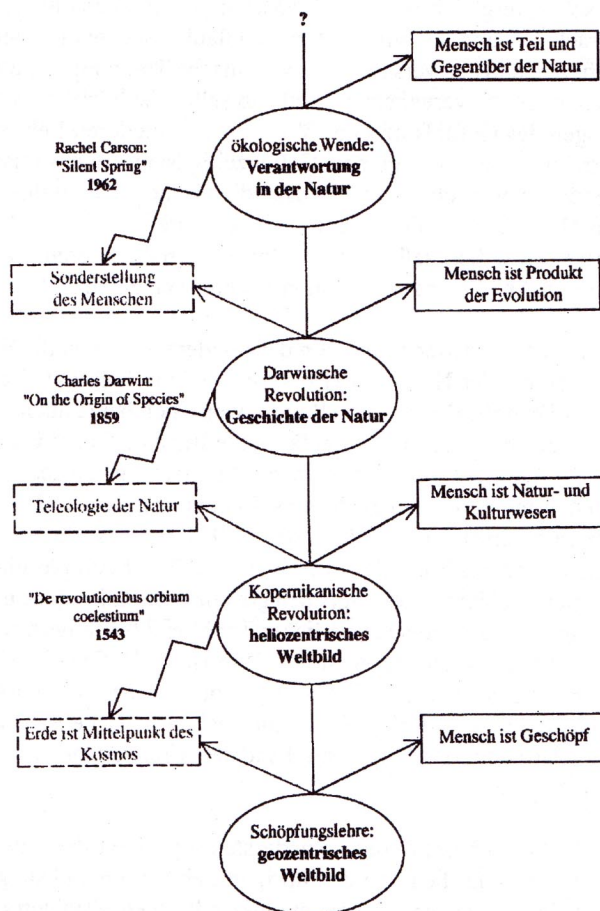 ?
Mensch ist Teil und
Gegenüber der Natur
Rachel Carson:
"Silent Spring"
1962
ökologische Wende:
Verantwortung
in der Natur
Sonderstellung
des Menschen
Mensch ist Produkt
der Evolution
Charles Darwin:
"On the Origin of Species"
1859
Darwinsche
Revolution:
Geschichte der Natur
Teleologie der Natur
Mensch ist Natur- und
Kulturwesen
"De revolutionibus orbium
coelestium"
1543
Kopernikanische
Revolution:
heliozentrisches
Weltbild
Erde ist Mittelpunkt des
Kosmos
Mensch ist Geschöpf
Schöpfungslehre:
geozentrisches
Weltbild